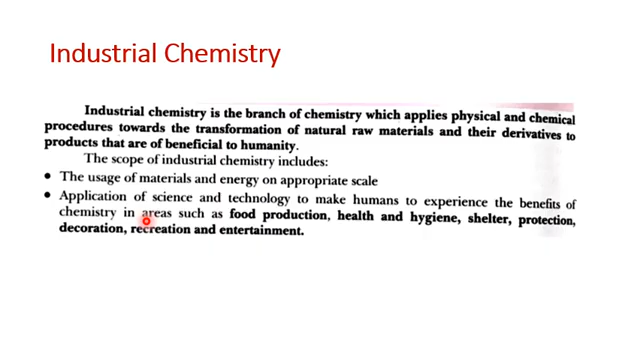 Industrial Chemistry
Industrial chemistry is the branch of chemistry which applies physical and chemical
procedures towards the transformation of natural raw materials and their derivatives to
products that are of beneficial to humanity.
The scope of industrial chemistry includes:
• The usage of materials and energy on appropriate scale
• Application of science and technology to make humans to experience the benefits of
chemistry in areas such as food production, health and hygiene, shelter, protection,
decoration, recreation and entertainment.